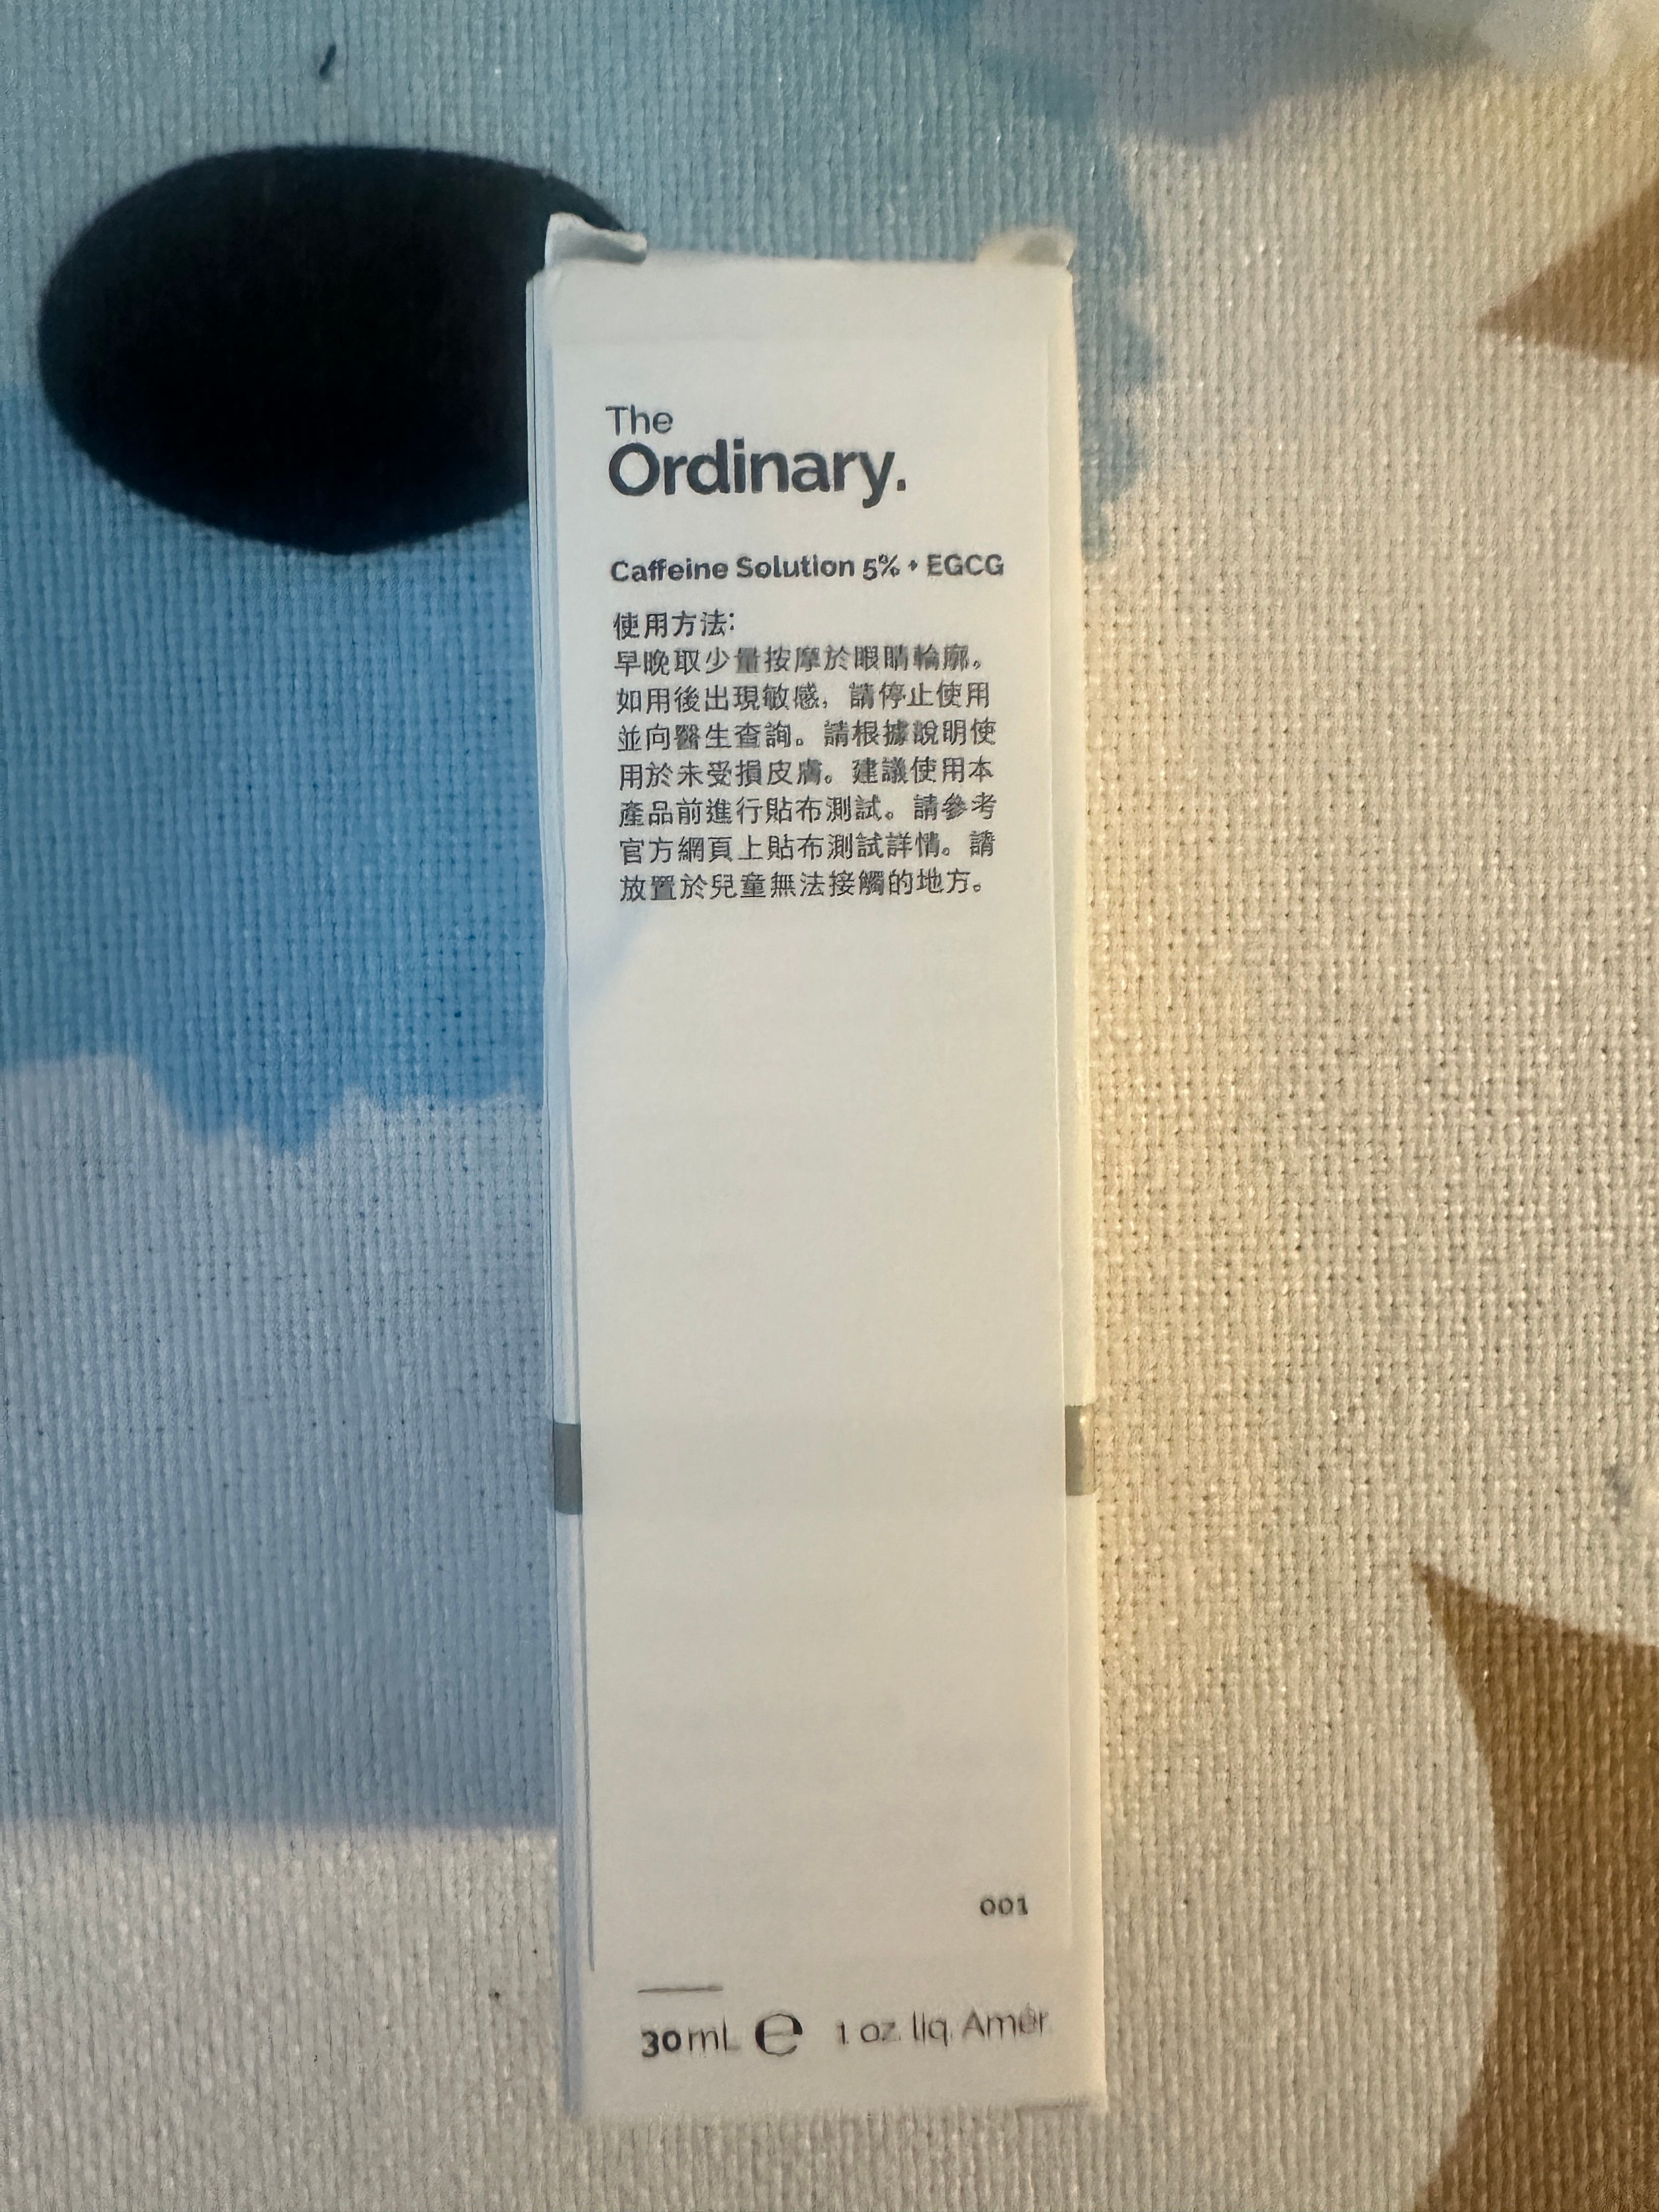 The
Ordinary.
Caffeine Solution 5% + EGCG
使用方法:
早晚取少量按摩於眼睛輪廓。
如用後出現敏感，請停止使用
並向醫生查詢。請根據說明使
用於未受損皮膚。建議使用本
產品前進行貼布測試。請參考
官方網頁上貼布測試詳情。請
放置於兒童無法接觸的地方。
001
30 mL ℮ 1 oz. liq. Amér